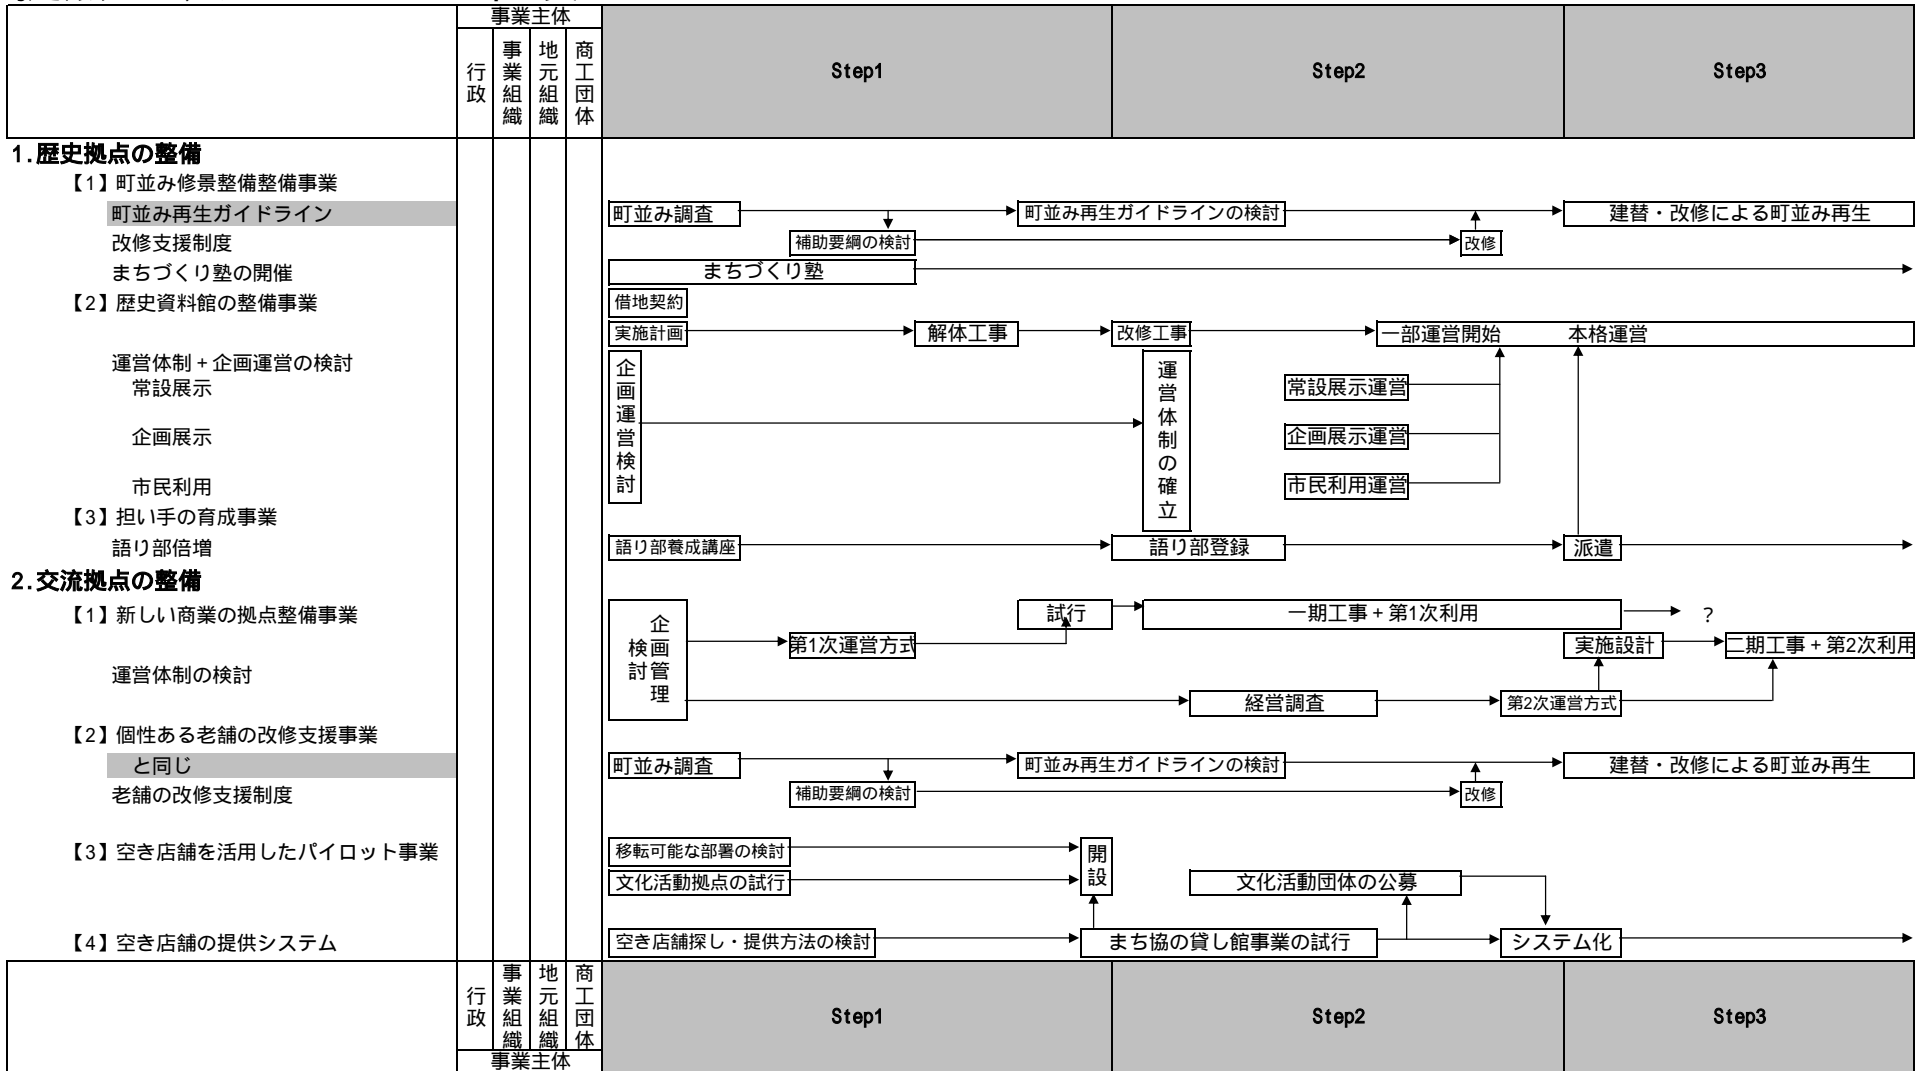 事業主体
行政
事業組織
地元組織
商工団体
Step1
Step2
Step3
1.歴史拠点の整備
【1】町並み修景整備整備事業
町並み再生ガイドライン
町並み調査
町並み再生ガイドラインの検討
建替・改修による町並み再生
改修支援制度
補助要綱の検討
改修
まちづくり塾の開催
まちづくり塾
【2】歴史資料館の整備事業
借地契約
実施計画
解体工事
改修工事
一部運営開始 本格運営
運営体制+企画運営の検討
企画運営検討
運営体制の確立
常設展示
常設展示運営
企画展示
企画展示運営
市民利用
市民利用運営
【3】担い手の育成事業
語り部倍増
語り部養成講座
語り部登録
派遣
2.交流拠点の整備
【1】新しい商業の拠点整備事業
企画管理検討
試行
一期工事+第1次利用
?
第1次運営方式
実施設計
二期工事+第2次利用
運営体制の検討
経営調査
第2次運営方式
【2】個性ある老舗の改修支援事業
と同じ
町並み調査
町並み再生ガイドラインの検討
建替・改修による町並み再生
老舗の改修支援制度
補助要綱の検討
改修
【3】空き店舗を活用したパイロット事業
移転可能な部署の検討
開設
文化活動拠点の試行
文化活動団体の公募
【4】空き店舗の提供システム
空き店舗探し・提供方法の検討
まち協の貸し館事業の試行
システム化
行政
事業組織
地元組織
商工団体
事業主体
Step1
Step2
Step3